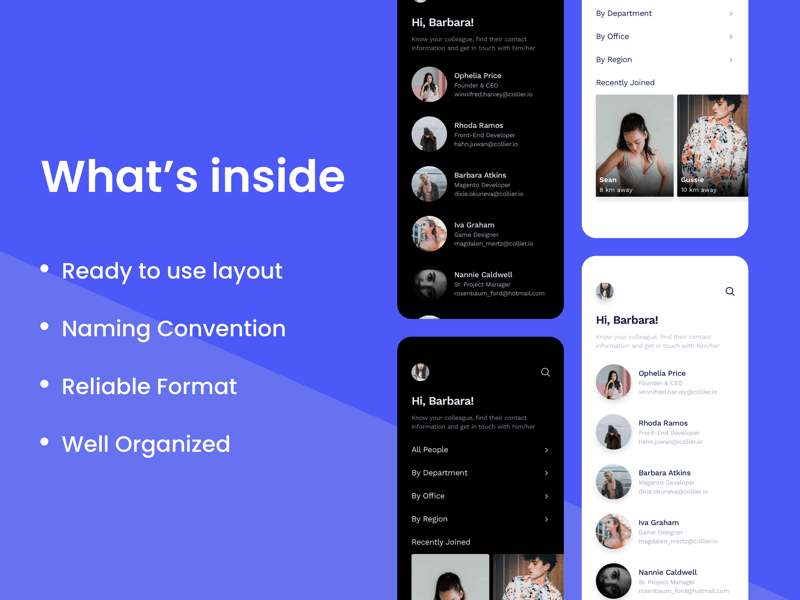 What's inside
• Ready to use layout
• Naming Convention
• Reliable Format
• Well Organized
Hi, Barbara!
Know your colleague, find their contact
information and get in touch with him/her
Ophelia Price
Founder & CEO
winnifred.harvey@collier.io
Rhoda Ramos
Front-End Developer
hahn.juwan@collier.io
Barbara Atkins
Magento Developer
dixie.okuneva@collier.io
Iva Graham
Game Designer
magdalen_mertz@collier.io
Nannie Caldwell
Sr. Project Manager
rosenbaum_ford@hotmail.com
Hi, Barbara!
Know your colleague, find their contact
information and get in touch with him/her
All People
By Department
By Office
By Region
Recently Joined
By Department
By Office
By Region
Recently Joined
Sean
8 km away
Gussie
10 km away
Hi, Barbara!
Know your colleague, find their contact
information and get in touch with him/her
Ophelia Price
Founder & CEO
winnifred.harvey@collier.io
Rhoda Ramos
Front-End Developer
hahn.juwan@collier.io
Barbara Atkins
Magento Developer
dixie.okuneva@collier.io
Iva Graham
Game Designer
magdalen_mertz@collier.io
Nannie Caldwell
Sr. Project Manager
rosenbaum_ford@hotmail.com